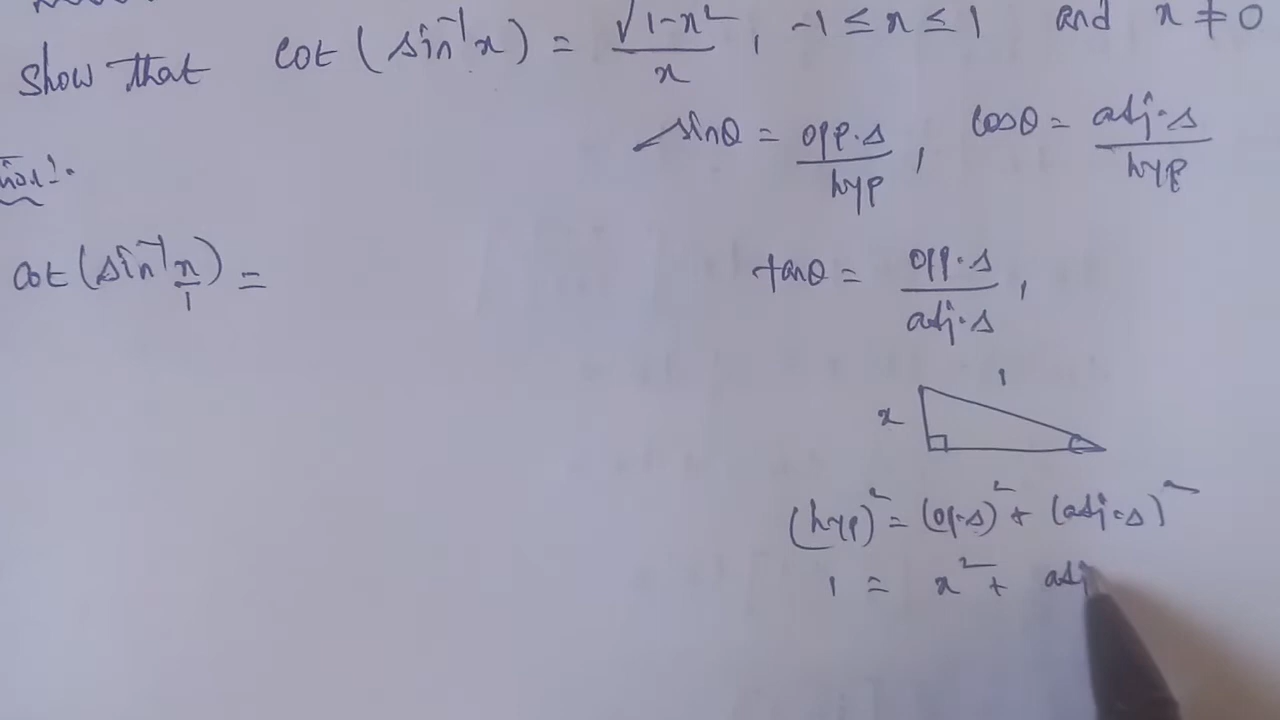 show that cot(sin⁻¹x) = √1-x² / x , -1 ≤ x ≤ 1 and x ≠ 0
sinθ = opp.s / hyp , cosθ = adj.s / hyp
cot(sin⁻¹ x/1) =
tanθ = opp.s / adj.s ,
1
x
(hyp)² = (op.s)² + (adj.s)²
1 = x² + adj